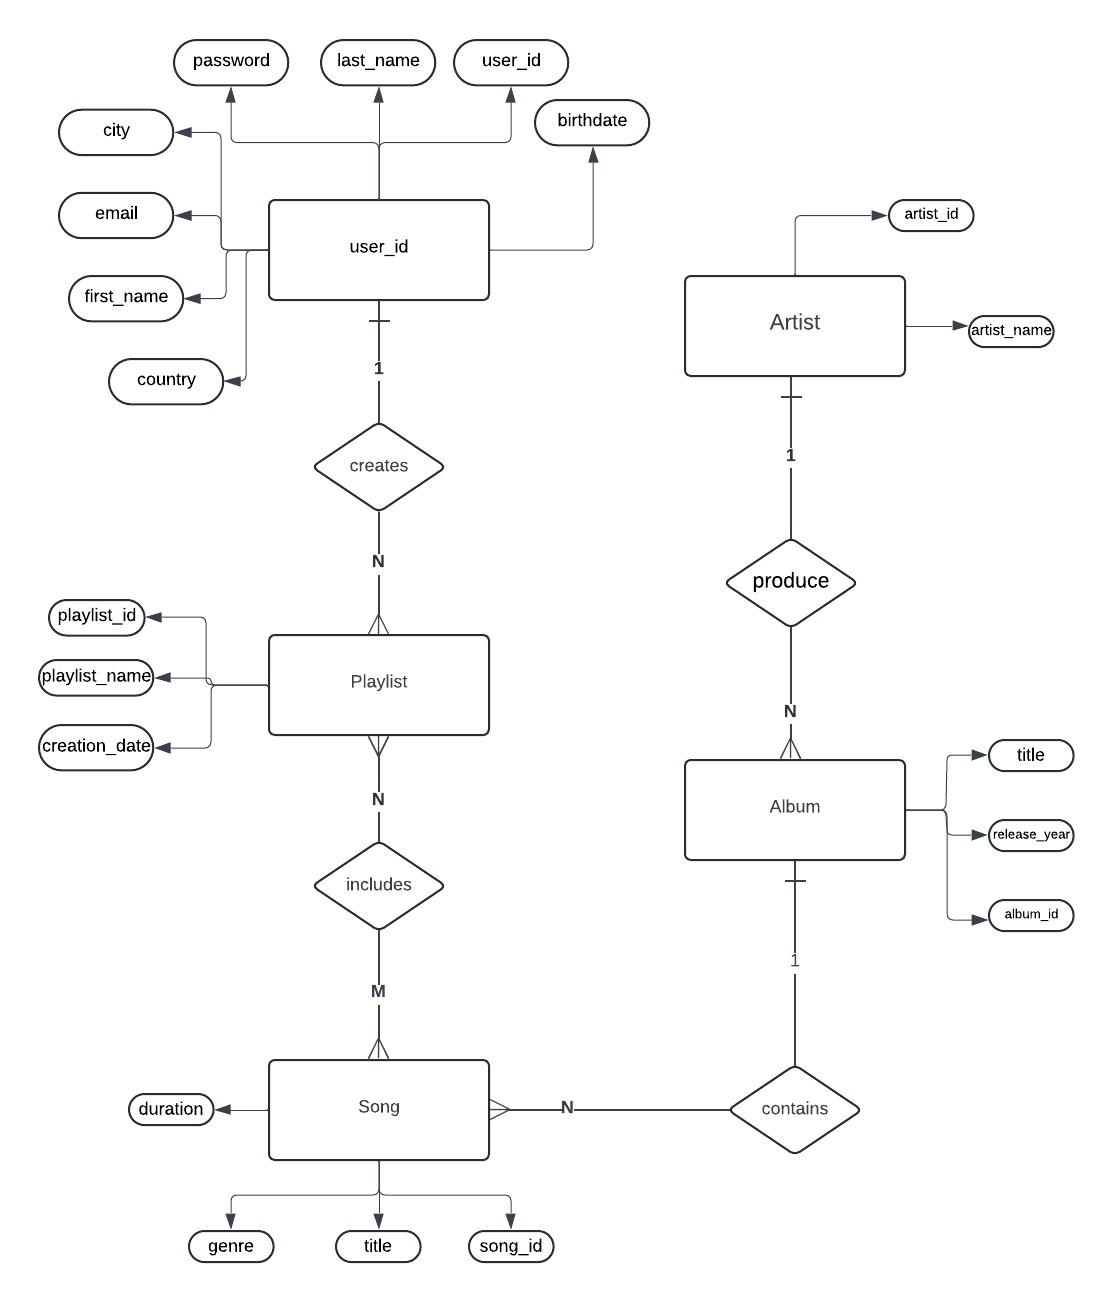 password
last_name
user_id
birthdate
city
email
first_name
country
user_id
artist_id
Artist
artist_name
1
creates
N
1
produce
N
playlist_id
playlist_name
creation_date
Playlist
N
includes
M
Album
title
release_year
album_id
1
contains
N
Song
duration
genre
title
song_id